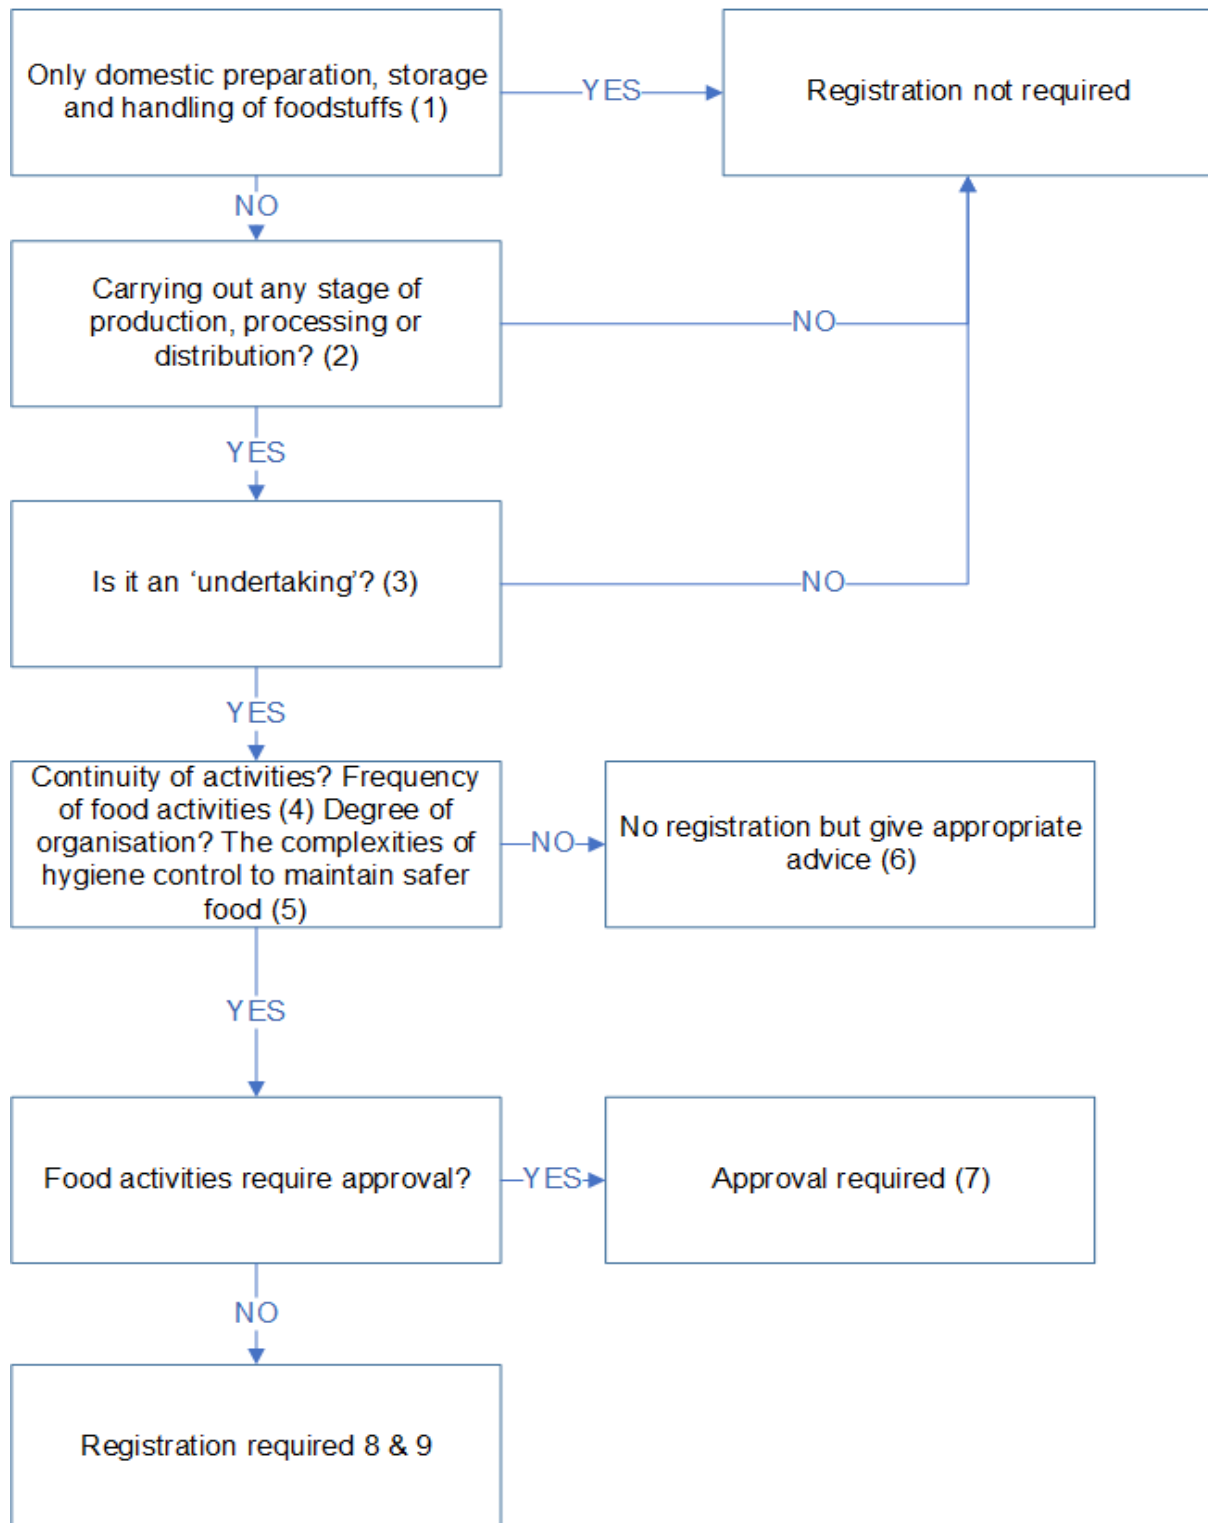 Only domestic preparation, storage
and handling of foodstuffs (1)
YES
Registration not required
NO
Carrying out any stage of
production, processing or
distribution? (2)
NO
YES
Is it an ‘undertaking’? (3)
NO
YES
Continuity of activities? Frequency
of food activities (4) Degree of
organisation? The complexities of
hygiene control to maintain safer
food (5)
NO
No registration but give appropriate
advice (6)
YES
Food activities require approval?
YES
Approval required (7)
NO
Registration required 8 & 9